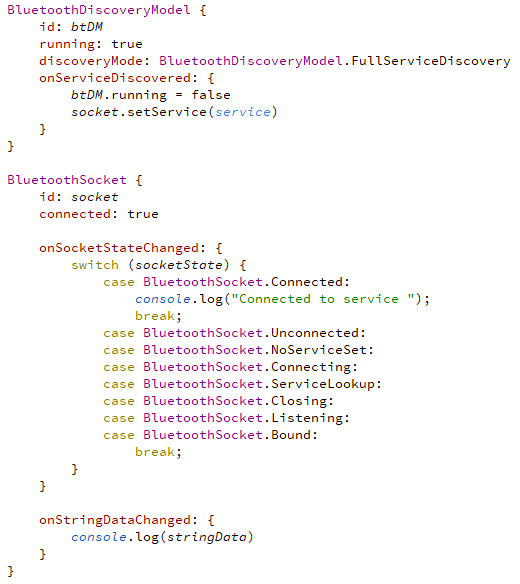 BluetoothDiscoveryModel {
    id: btDM
    running: true
    discoveryMode: BluetoothDiscoveryModel.FullServiceDiscovery
    onServiceDiscovered: {
        btDM.running = false
        socket.setService(service)
    }
}

BluetoothSocket {
    id: socket
    connected: true

    onSocketStateChanged: {
        switch (socketState) {
            case BluetoothSocket.Connected:
                console.log("Connected to service ");
                break;
            case BluetoothSocket.Unconnected:
            case BluetoothSocket.NoServiceSet:
            case BluetoothSocket.Connecting:
            case BluetoothSocket.ServiceLookup:
            case BluetoothSocket.Closing:
            case BluetoothSocket.Listening:
            case BluetoothSocket.Bound:
                break;
        }
    }

    onStringDataChanged: {
        console.log(stringData)
    }
}